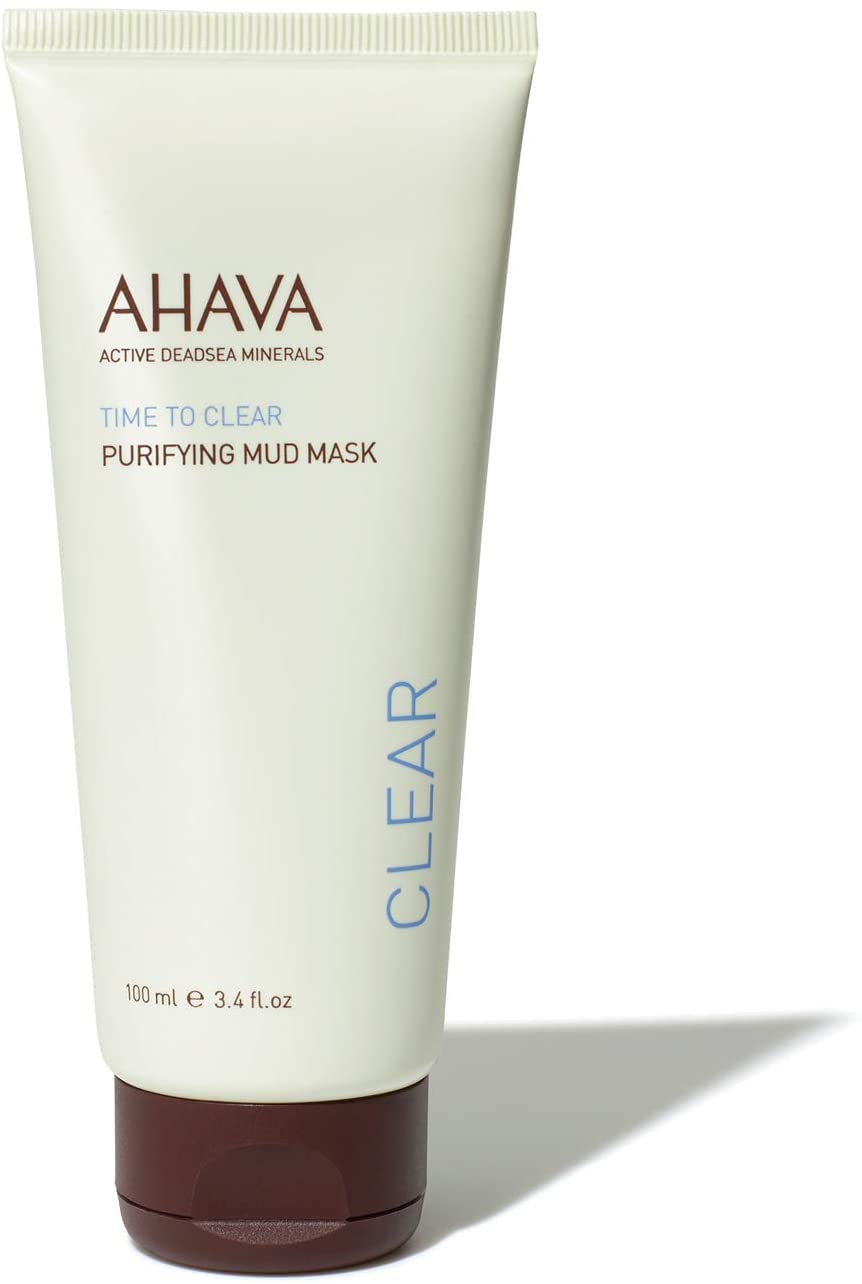 AHAVA
ACTIVE DEADSEA MINERALS
TIME TO CLEAR
PURIFYING MUD MASK
CLEAR
100 ml e 3.4 fl.oz